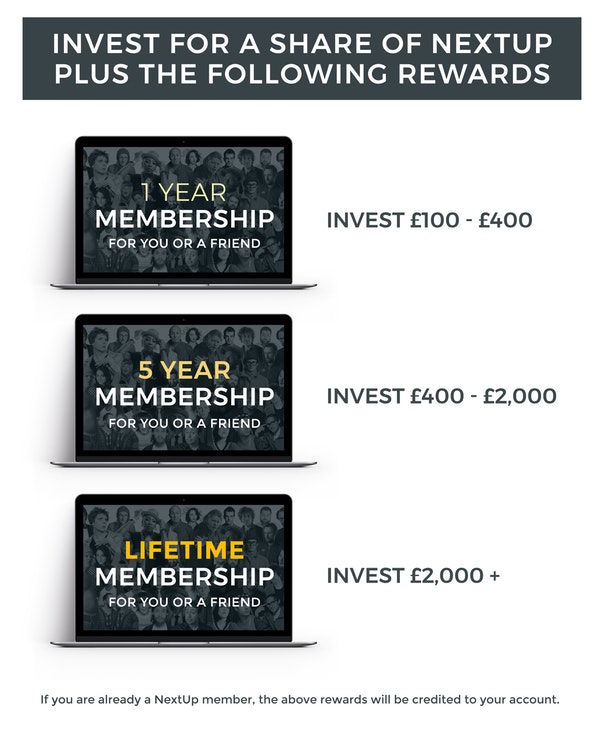 INVEST FOR A SHARE OF NEXTUP
PLUS THE FOLLOWING REWARDS
1 YEAR
MEMBERSHIP
FOR YOU OR A FRIEND
INVEST £100 - £400
5 YEAR
MEMBERSHIP
FOR YOU OR A FRIEND
INVEST £400 - £2,000
LIFETIME
MEMBERSHIP
FOR YOU OR A FRIEND
INVEST £2,000 +
If you are already a NextUp member, the above rewards will be credited to your account.